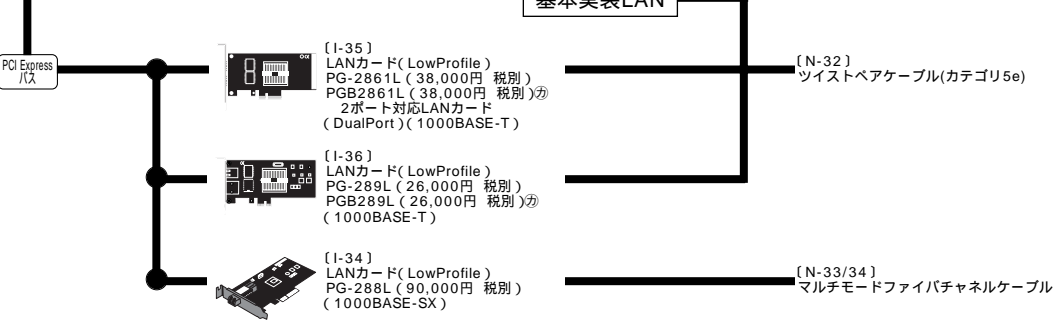 基本実装LAN
PCI Express
バス
〔I-35〕
LANカード(LowProfile)
PG-2861L(38,000円 税別)
PGB2861L(38,000円 税別)㋕
2ポート対応LANカード
(DualPort)(1000BASE-T)
〔N-32〕
ツイストペアケーブル(カテゴリ5e)
〔I-36〕
LANカード(LowProfile)
PG-289L(26,000円 税別)
PGB289L(26,000円 税別)㋕
(1000BASE-T)
〔I-34〕
LANカード(LowProfile)
PG-288L(90,000円 税別)
(1000BASE-SX)
〔N-33/34〕
マルチモードファイバチャネルケーブル